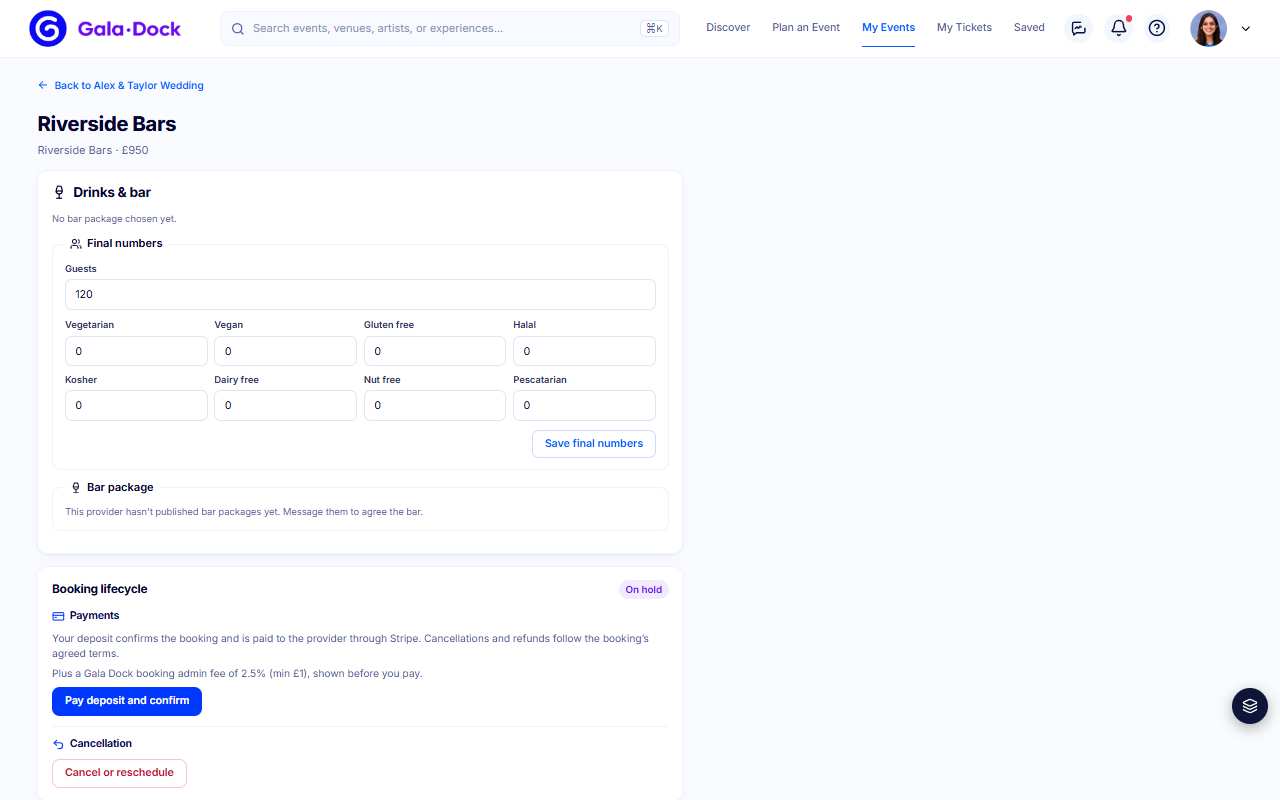 Gala·Dock
Search events, venues, artists, or experiences...
⌘K
Discover
Plan an Event
My Events
My Tickets
Saved
Back to Alex & Taylor Wedding
Riverside Bars
Riverside Bars · £950
Drinks & bar
No bar package chosen yet.
Final numbers
Guests
120
Vegetarian Vegan Gluten free Halal
0 0 0 0
Kosher Dairy free Nut free Pescatarian
0 0 0 0
Save final numbers
Bar package
This provider hasn't published bar packages yet. Message them to agree the bar.
Booking lifecycle
On hold
Payments
Your deposit confirms the booking and is paid to the provider through Stripe. Cancellations and refunds follow the booking's
agreed terms.
Plus a Gala Dock booking admin fee of 2.5% (min £1), shown before you pay.
Pay deposit and confirm
Cancellation
Cancel or reschedule